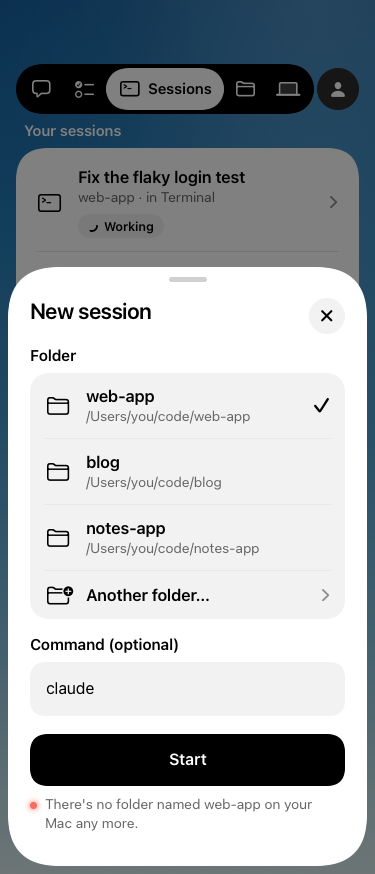 Sessions
Your sessions
Fix the flaky login test
web-app · in Terminal
Working
New session
Folder
web-app
/Users/you/code/web-app
blog
/Users/you/code/blog
notes-app
/Users/you/code/notes-app
Another folder...
Command (optional)
claude
Start
There's no folder named web-app on your
Mac any more.